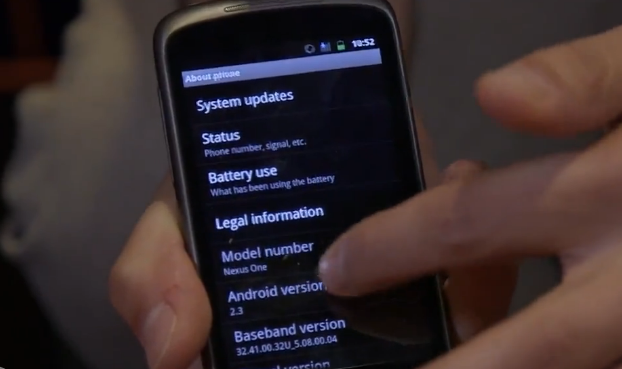 10:52
About phone
System updates
Status
Phone number, signal, etc.
Battery use
What has been using the battery
Legal information
Model number
Nexus One
Android version
2.3
Baseband version
32.41.00.32U_5.08.00.04
version